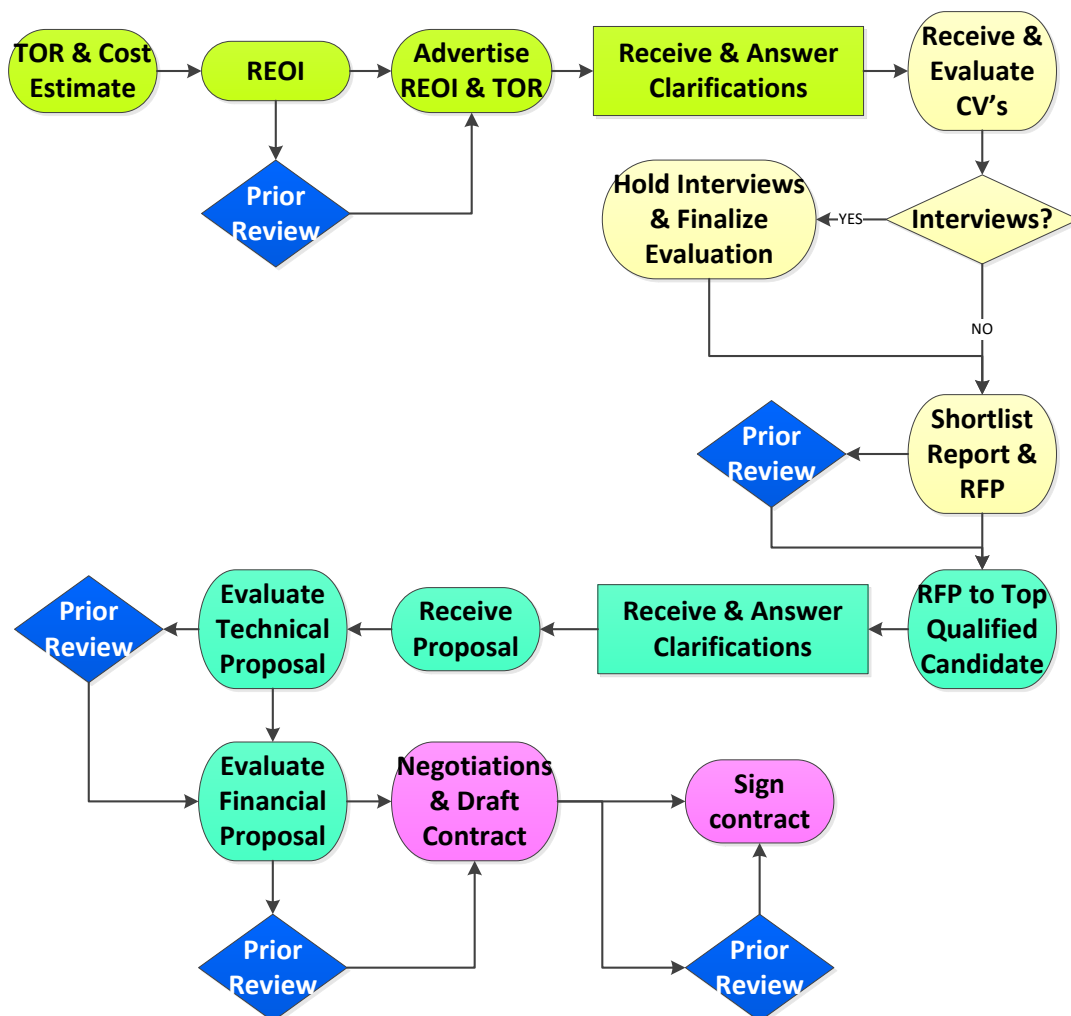 TOR & Cost
Estimate
REOI
Advertise
REOI & TOR
Receive & Answer
Clarifications
Receive &
Evaluate
CV's
Prior
Review
Hold Interviews
& Finalize
Evaluation
YES
Interviews?
NO
Prior
Review
Shortlist
Report &
RFP
Prior
Review
Evaluate
Technical
Proposal
Receive
Proposal
Receive & Answer
Clarifications
RFP to Top
Qualified
Candidate
Evaluate
Financial
Proposal
Negotiations
& Draft
Contract
Sign
contract
Prior
Review
Prior
Review